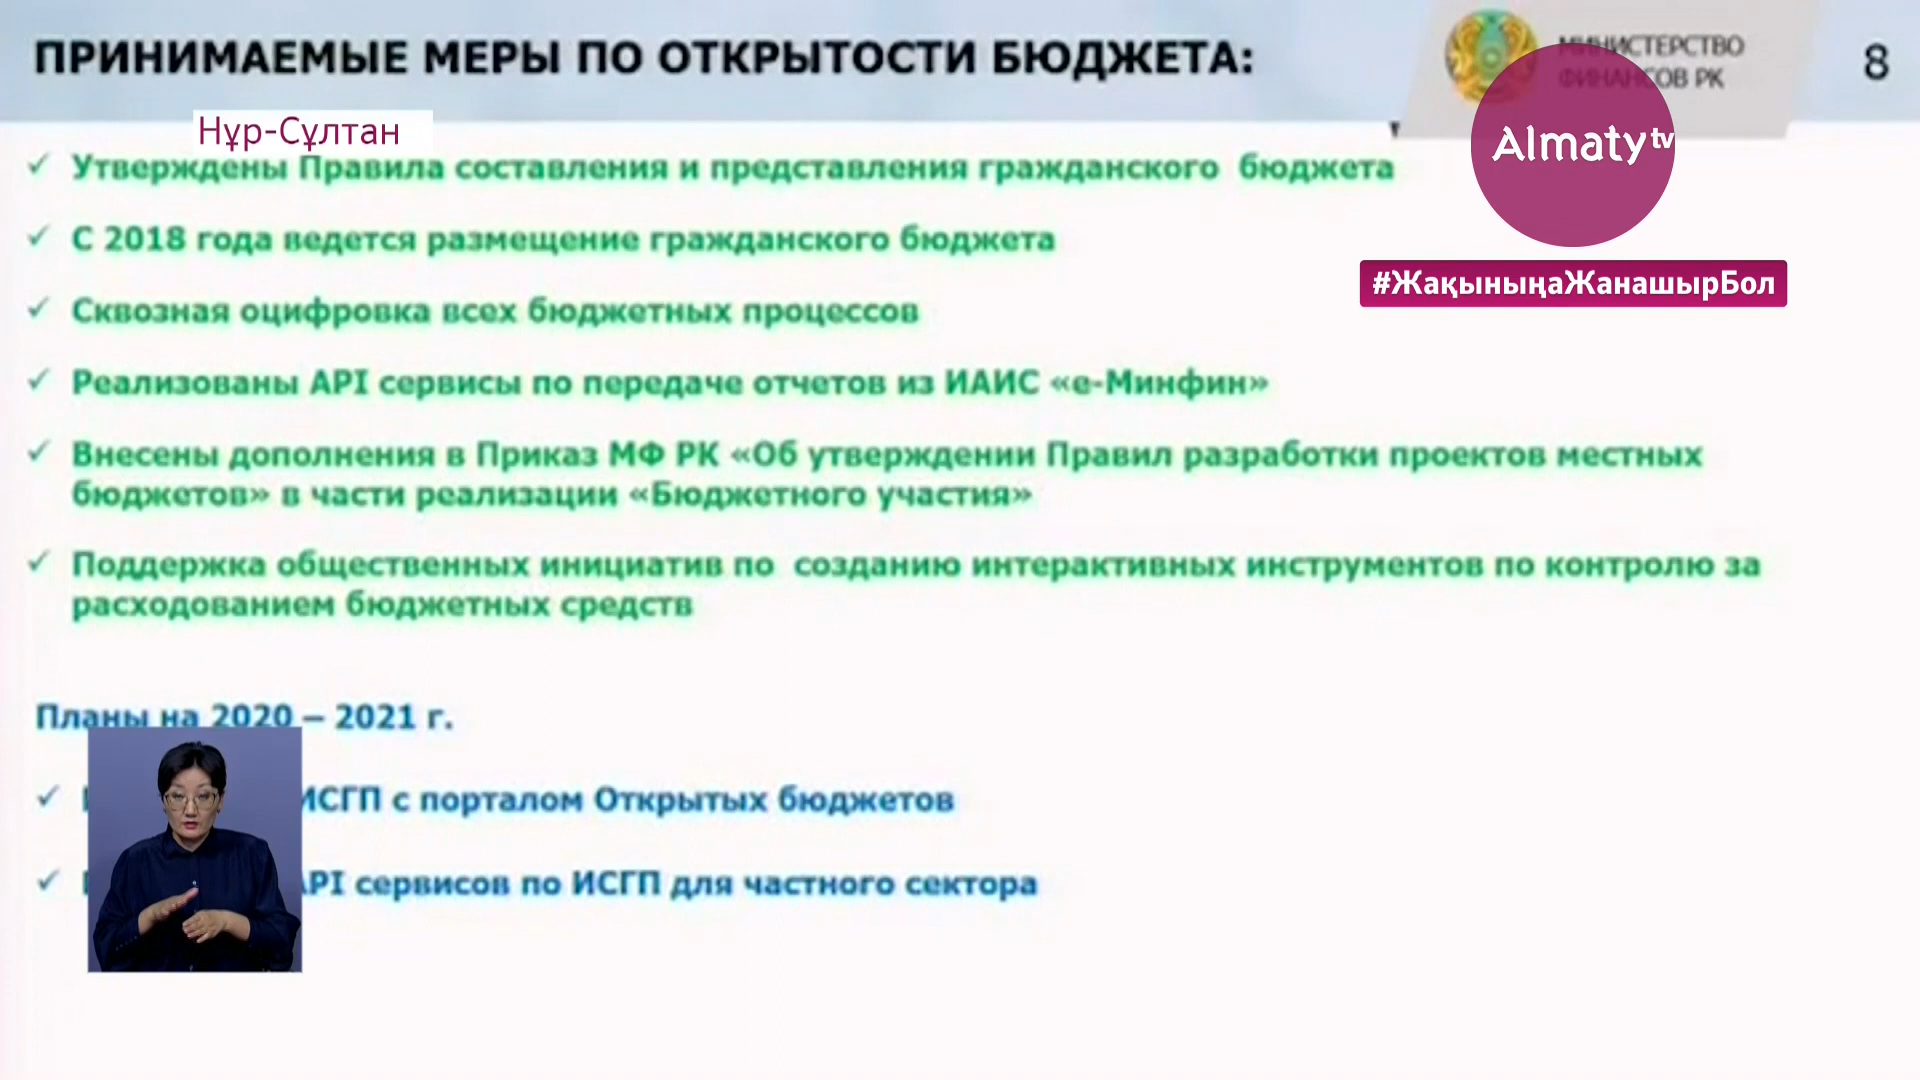 ПРИНИМАЕМЫЕ МЕРЫ ПО ОТКРЫТОСТИ БЮДЖЕТА:
МИНИСТЕРСТВО
ФИНАНСОВ РК
8
Нұр-Сұлтан
Almaty tv
#ЖақыныңаЖанашырБол
✓ Утверждены Правила составления и представления гражданского бюджета
✓ С 2018 года ведется размещение гражданского бюджета
✓ Сквозная оцифровка всех бюджетных процессов
✓ Реализованы API сервисы по передаче отчетов из ИАИС «е-Минфин»
✓ Внесены дополнения в Приказ МФ РК «Об утверждении Правил разработки проектов местных
бюджетов» в части реализации «Бюджетного участия»
✓ Поддержка общественных инициатив по созданию интерактивных инструментов по контролю за
расходованием бюджетных средств
Планы на 2020 – 2021 г.
✓ ИСГП с порталом Открытых бюджетов
✓ API сервисов по ИСГП для частного сектора